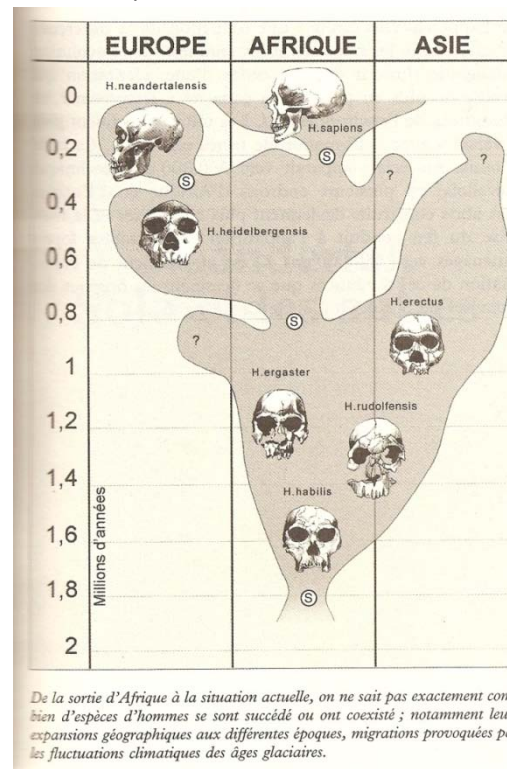 EUROPE AFRIQUE ASIE
H.neandertalensis
0
H.sapiens
0,2
S
?
?
S
0,4
H.heidelbergensis
0,6
H.erectus
0,8
S
?
1
H.ergaster
1,2
H.rudolfensis
1,4
H.habilis
1,6
1,8
S
2
Millions d'années
De la sortie d'Afrique à la situation actuelle, on ne sait pas exactement com
bien d'espèces d'hommes se sont succédé ou ont coexisté ; notamment leu
expansions géographiques aux différentes époques, migrations provoquées pa
les fluctuations climatiques des âges glaciaires.